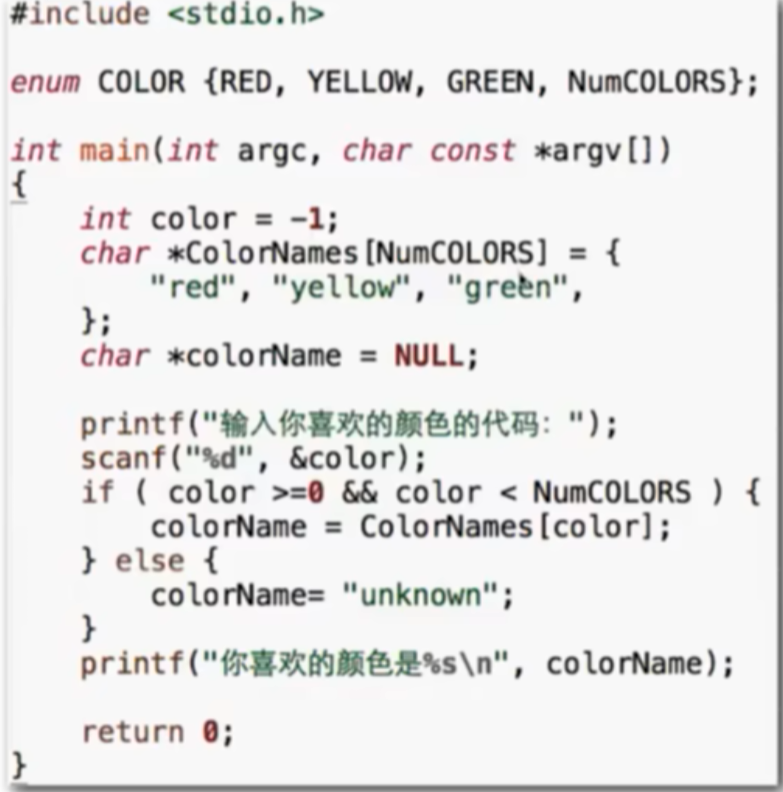 #include <stdio.h>
enum COLOR {RED, YELLOW, GREEN, NumCOLORS};
int main(int argc, char const *argv[])
{
int color = -1;
char *ColorNames[NumCOLORS] = {
"red", "yellow", "green",
};
char *colorName = NULL;
printf("输入你喜欢的颜色的代码: ");
scanf("%d", &color);
if ( color >=0 && color < NumCOLORS ) {
colorName = ColorNames[color];
} else {
colorName= "unknown";
}
printf("你喜欢的颜色是%s\n", colorName);
return 0;
}